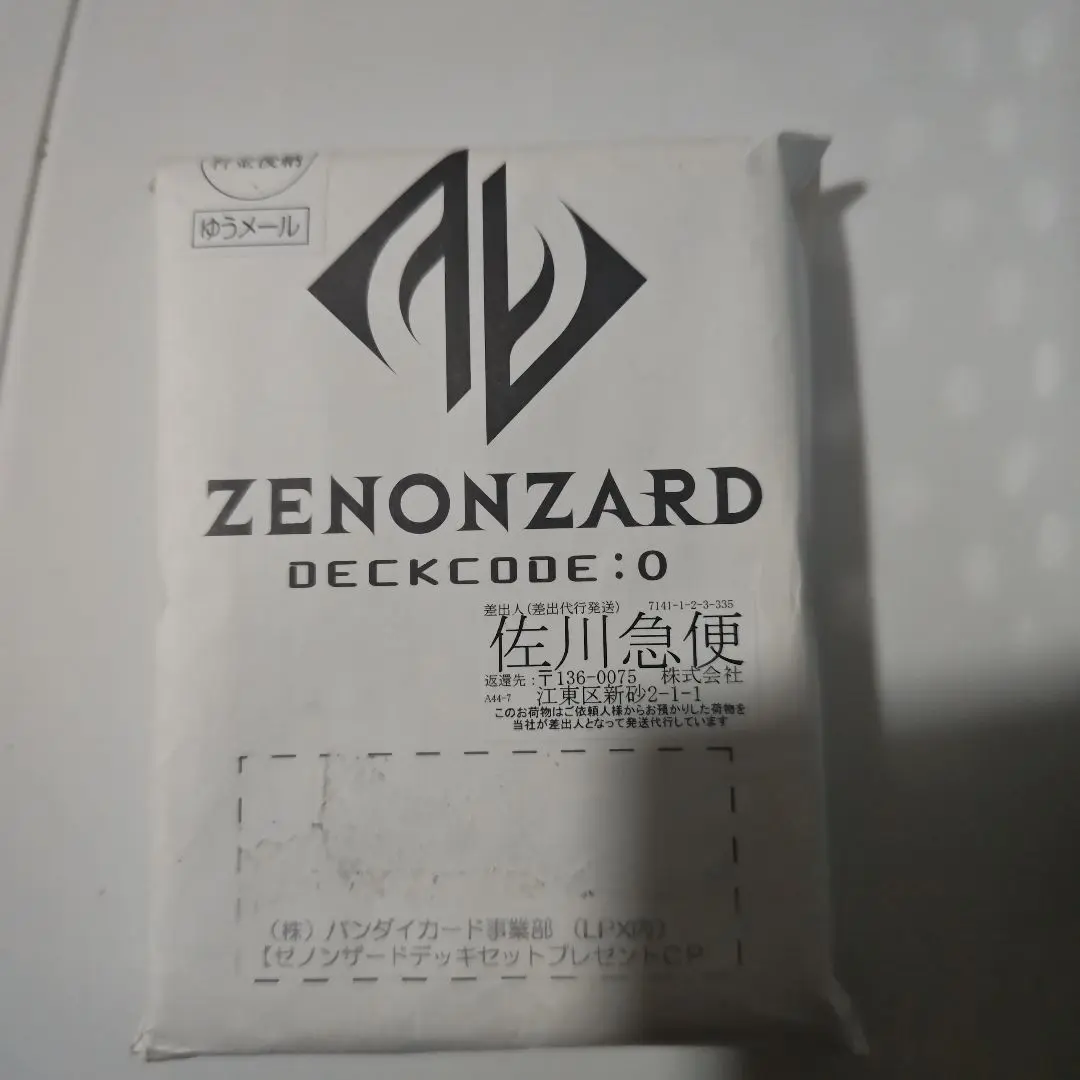 ゆうメール
ZENONZARD
DECKCODE:0
差出人(差出代行発送) 7141-1-2-3-335
佐川急便
返還先:〒136-0075 株式会社
A44-7 江東区新砂2-1-1
このお荷物はご依頼人様からお預かりした荷物を
当社が差出人となって発送代行しています
(株)バンダイカード事業部 (LPX内)
【ゼノンザードデッキセットプレゼントCP